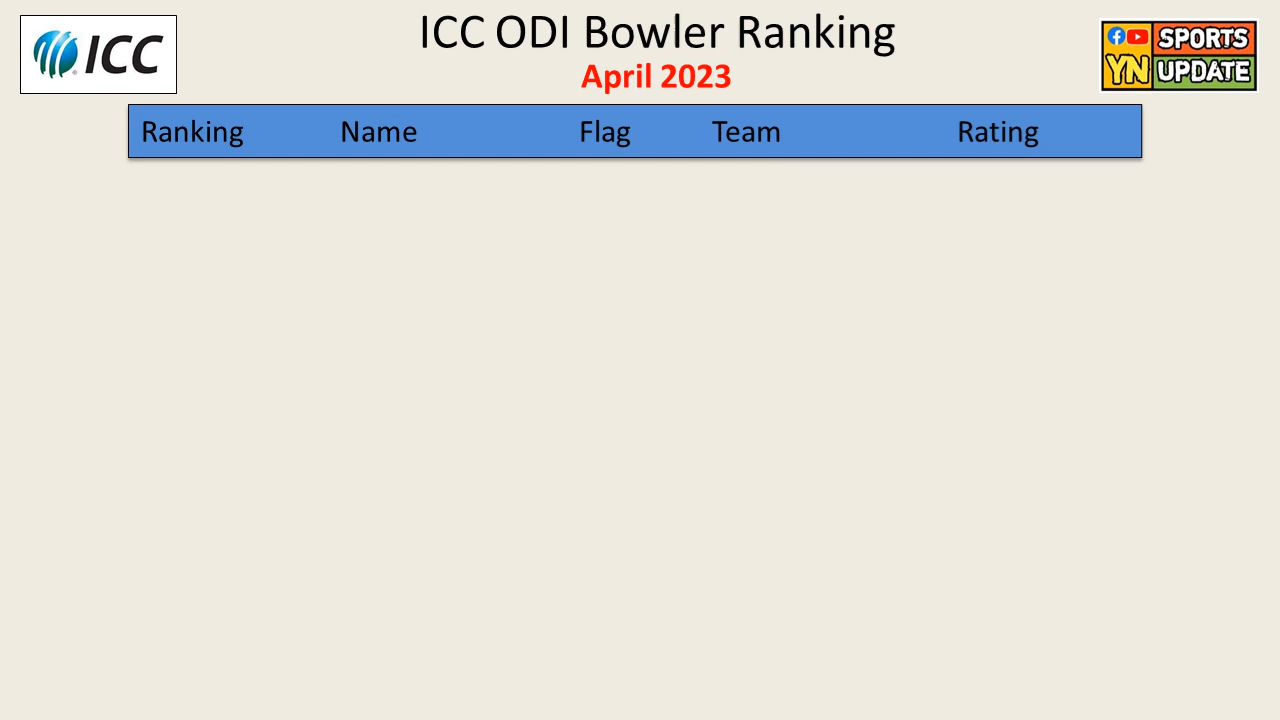 ICC ODI Bowler Ranking
April 2023
ICC
SPORTS
YN UPDATE
Ranking Name Flag Team Rating